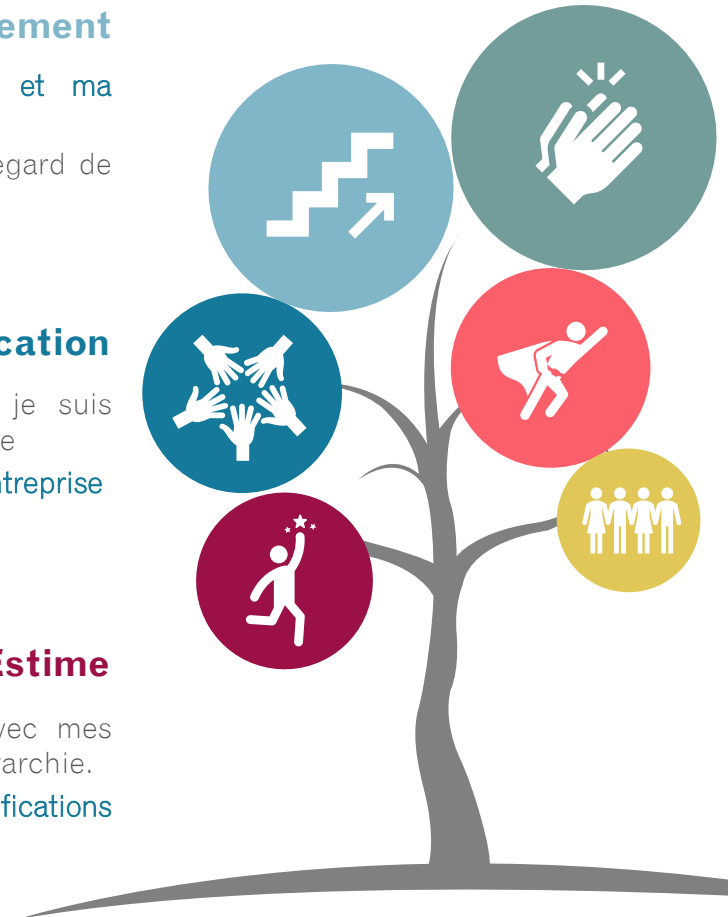 ement
et ma
egard de
cation
je suis
e
ntreprise
Estime
vec mes
archie.
fications